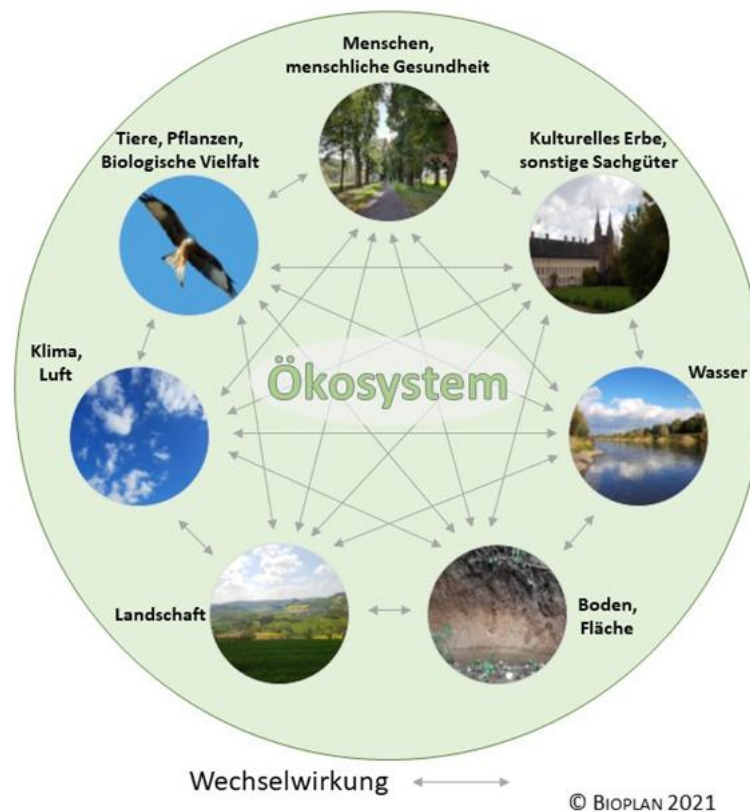 Menschen,
menschliche Gesundheit
Tiere, Pflanzen,
Biologische Vielfalt
Kulturelles Erbe,
sonstige Sachgüter
Klima,
Luft
Ökosystem
Wasser
Landschaft
Boden,
Fläche
Wechselwirkung
© BIOPLAN 2021